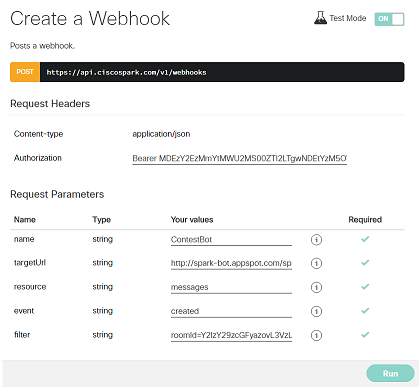 Create a Webhook
Test Mode ON
Posts a webhook.
POST https://api.ciscospark.com/v1/webhooks
Request Headers
Content-type application/json
Authorization Bearer MDEzY2EzMmYtMWU2MS00ZTI2LTgwNDEtYzM5O
Request Parameters
Name Type Your values Required
name string ContestBot
targetUrl string http://spark-bot.appspot.com/sp
resource string messages
event string created
filter string roomId=Y2lzY29zcGFyazovL3VzL
Run